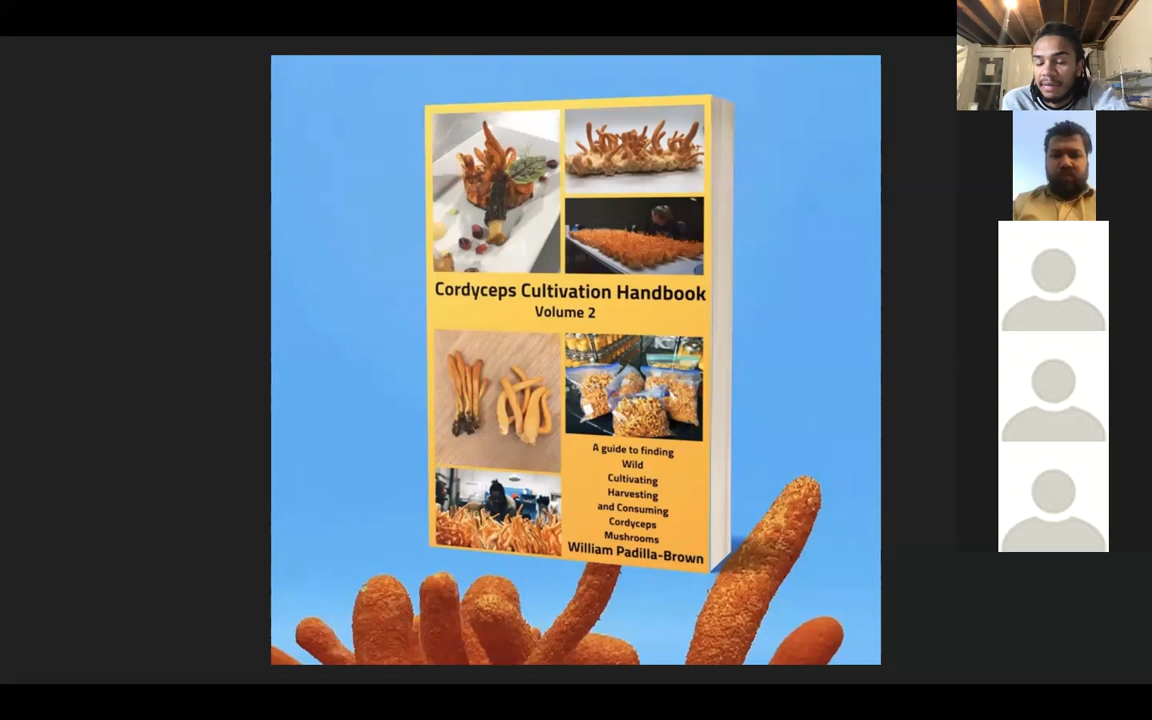 Cordyceps Cultivation Handbook
Volume 2
A guide to finding
Wild
Cultivating
Harvesting
and Consuming
Cordyceps
Mushrooms
William Padilla-Brown